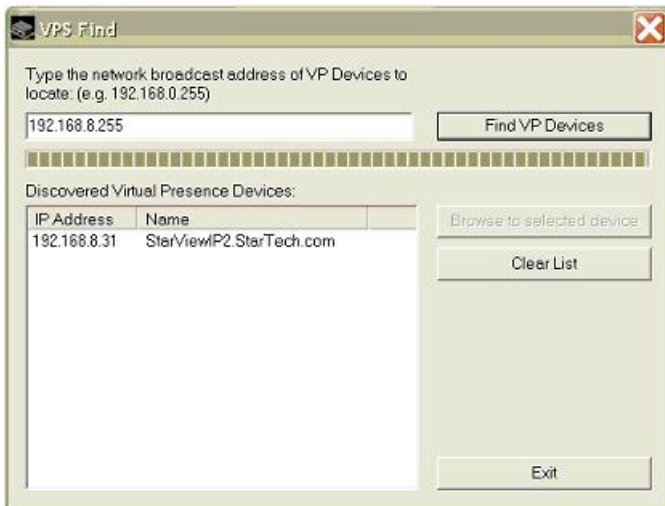 VPS Find
Type the network broadcast address of VP Devices to
locate: (e.g. 192.168.0.255)
192.168.8.255
Find VP Devices
Discovered Virtual Presence Devices:
IP Address Name
192.168.8.31 StarViewIP2.StarTech.com
Browse to selected device
Clear List
Exit